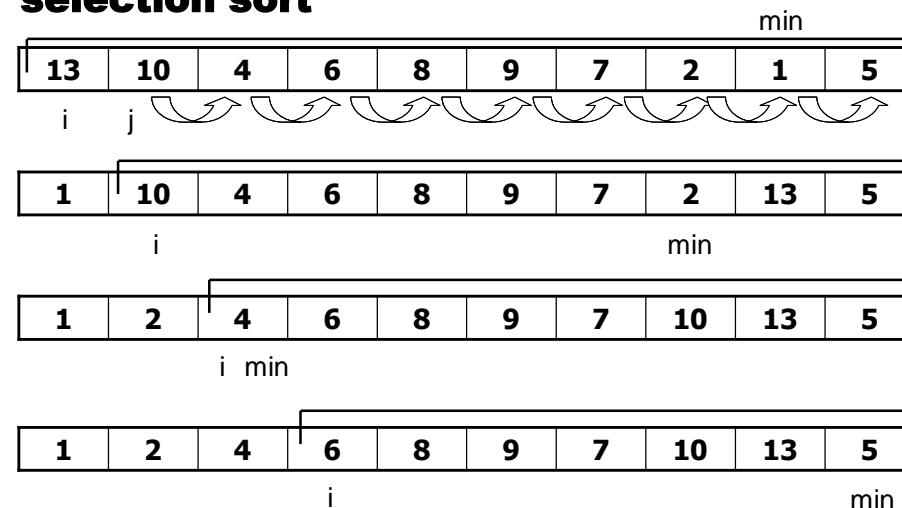 selection sort
min
13 10 4 6 8 9 7 2 1 5
i j
1 10 4 6 8 9 7 2 13 5
i min
1 2 4 6 8 9 7 10 13 5
i min
1 2 4 6 8 9 7 10 13 5
i min